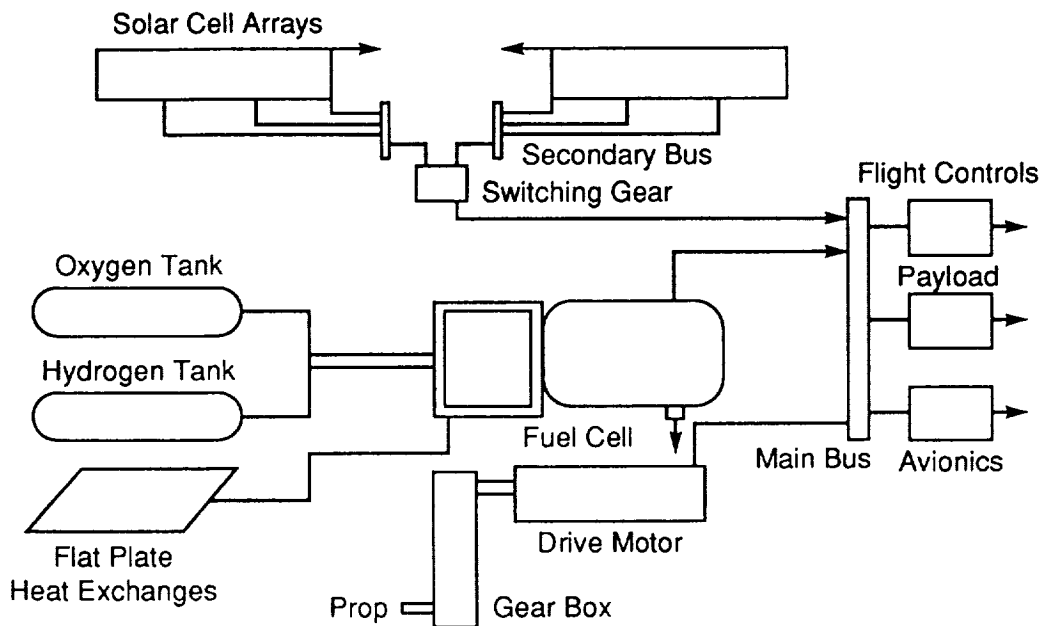 Solar Cell Arrays
Secondary Bus
Switching Gear
Flight Controls
Oxygen Tank
Payload
Hydrogen Tank
Fuel Cell
Main Bus
Avionics
Drive Motor
Flat Plate
Heat Exchanges
Prop
Gear Box